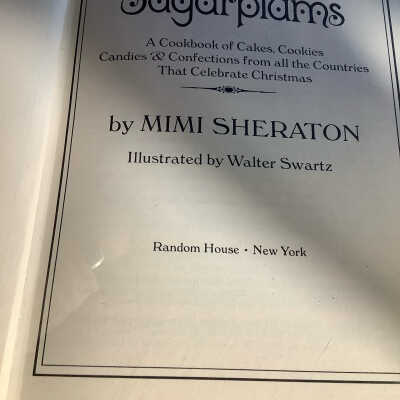 Sugarplums
A Cookbook of Cakes, Cookies
Candies & Confections from all the Countries
That Celebrate Christmas
by MIMI SHERATON
Illustrated by Walter Swartz
Random House • New York